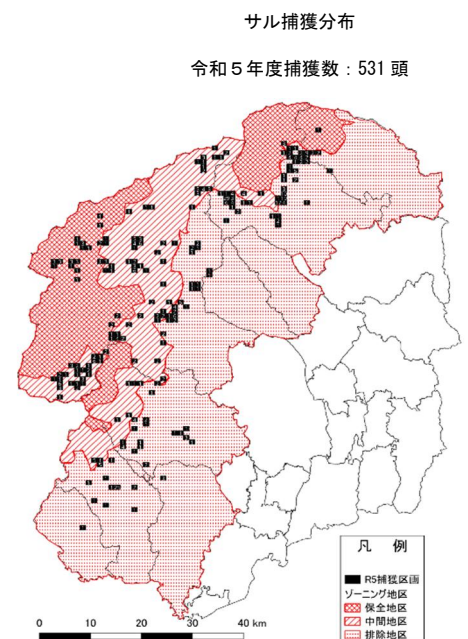 サル捕獲分布
令和５年度捕獲数：531 頭
凡 例
R5捕獲区画
ゾーニング地区
保全地区
中間地区
排除地区
0 10 20 30 40 km